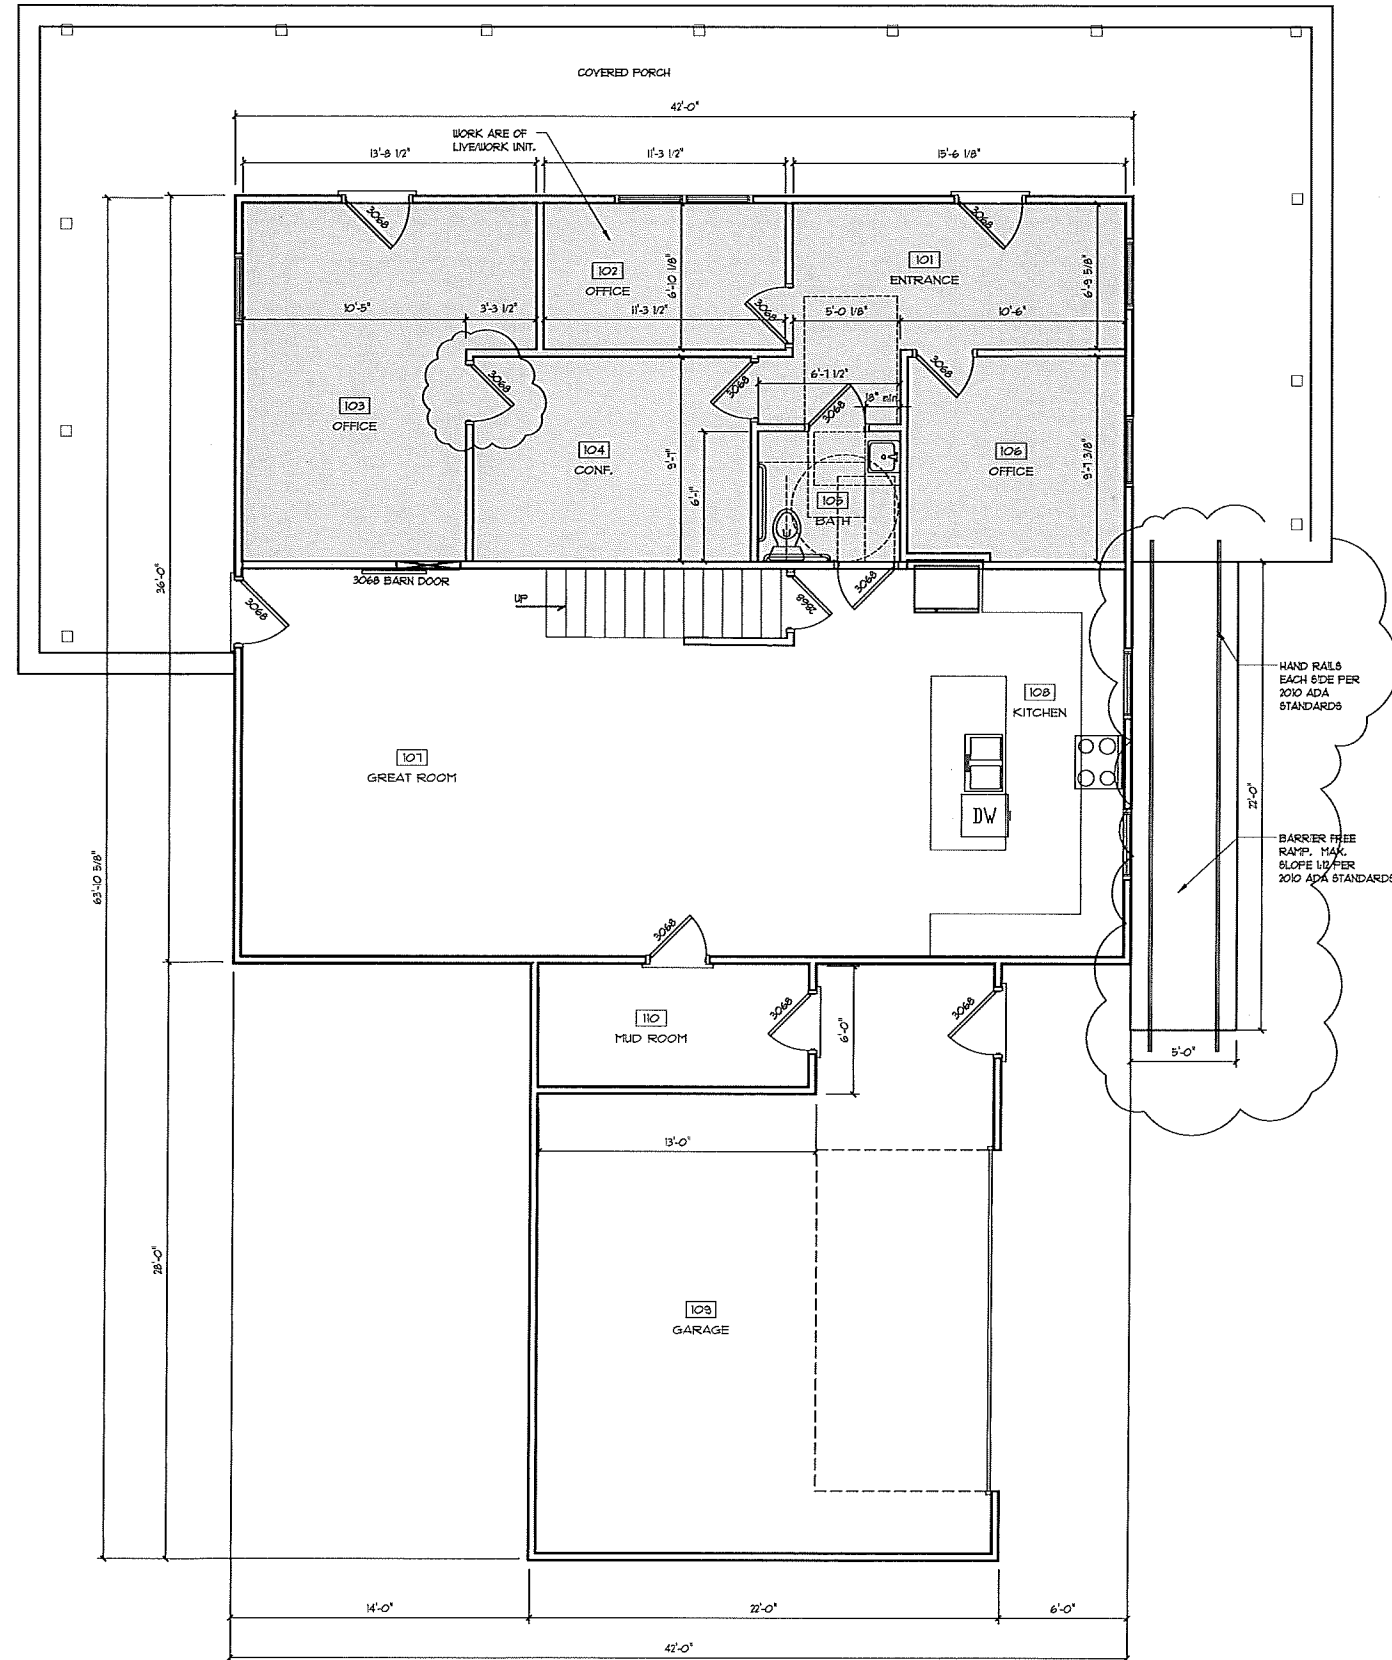 COVERED PORCH
42'-0"
WORK ARE OF
LIVE/WORK UNIT.
13'-8 1/2"
11'-3 1/2"
15'-6 1/8"
3068
3068
102
OFFICE
6'-10 1/8"
101
ENTRANCE
6'-9 5/8"
10'-5"
3'-3 1/2"
11'-3 1/2"
3068
5'-0 1/8"
10'-6"
3068
3068
6'-7 1/2"
3068
18" min
3068
103
OFFICE
104
CONF.
9'-7"
106
OFFICE
9'-7 3/8"
6'-1"
105
BATH
36'-0"
3068 BARN DOOR
3068
UP
2868
3068
HAND RAILS
EACH SIDE PER
2010 ADA
STANDARDS
108
KITCHEN
107
GREAT ROOM
DW
22'-0"
BARRIER FREE
RAMP. MAX.
SLOPE 1:12 PER
2010 ADA STANDARDS
63'-10 5/8"
3068
110
MUD ROOM
3068
6'-0"
3068
5'-0"
13'-0"
28'-0"
109
GARAGE
14'-0"
22'-0"
6'-0"
42'-0"